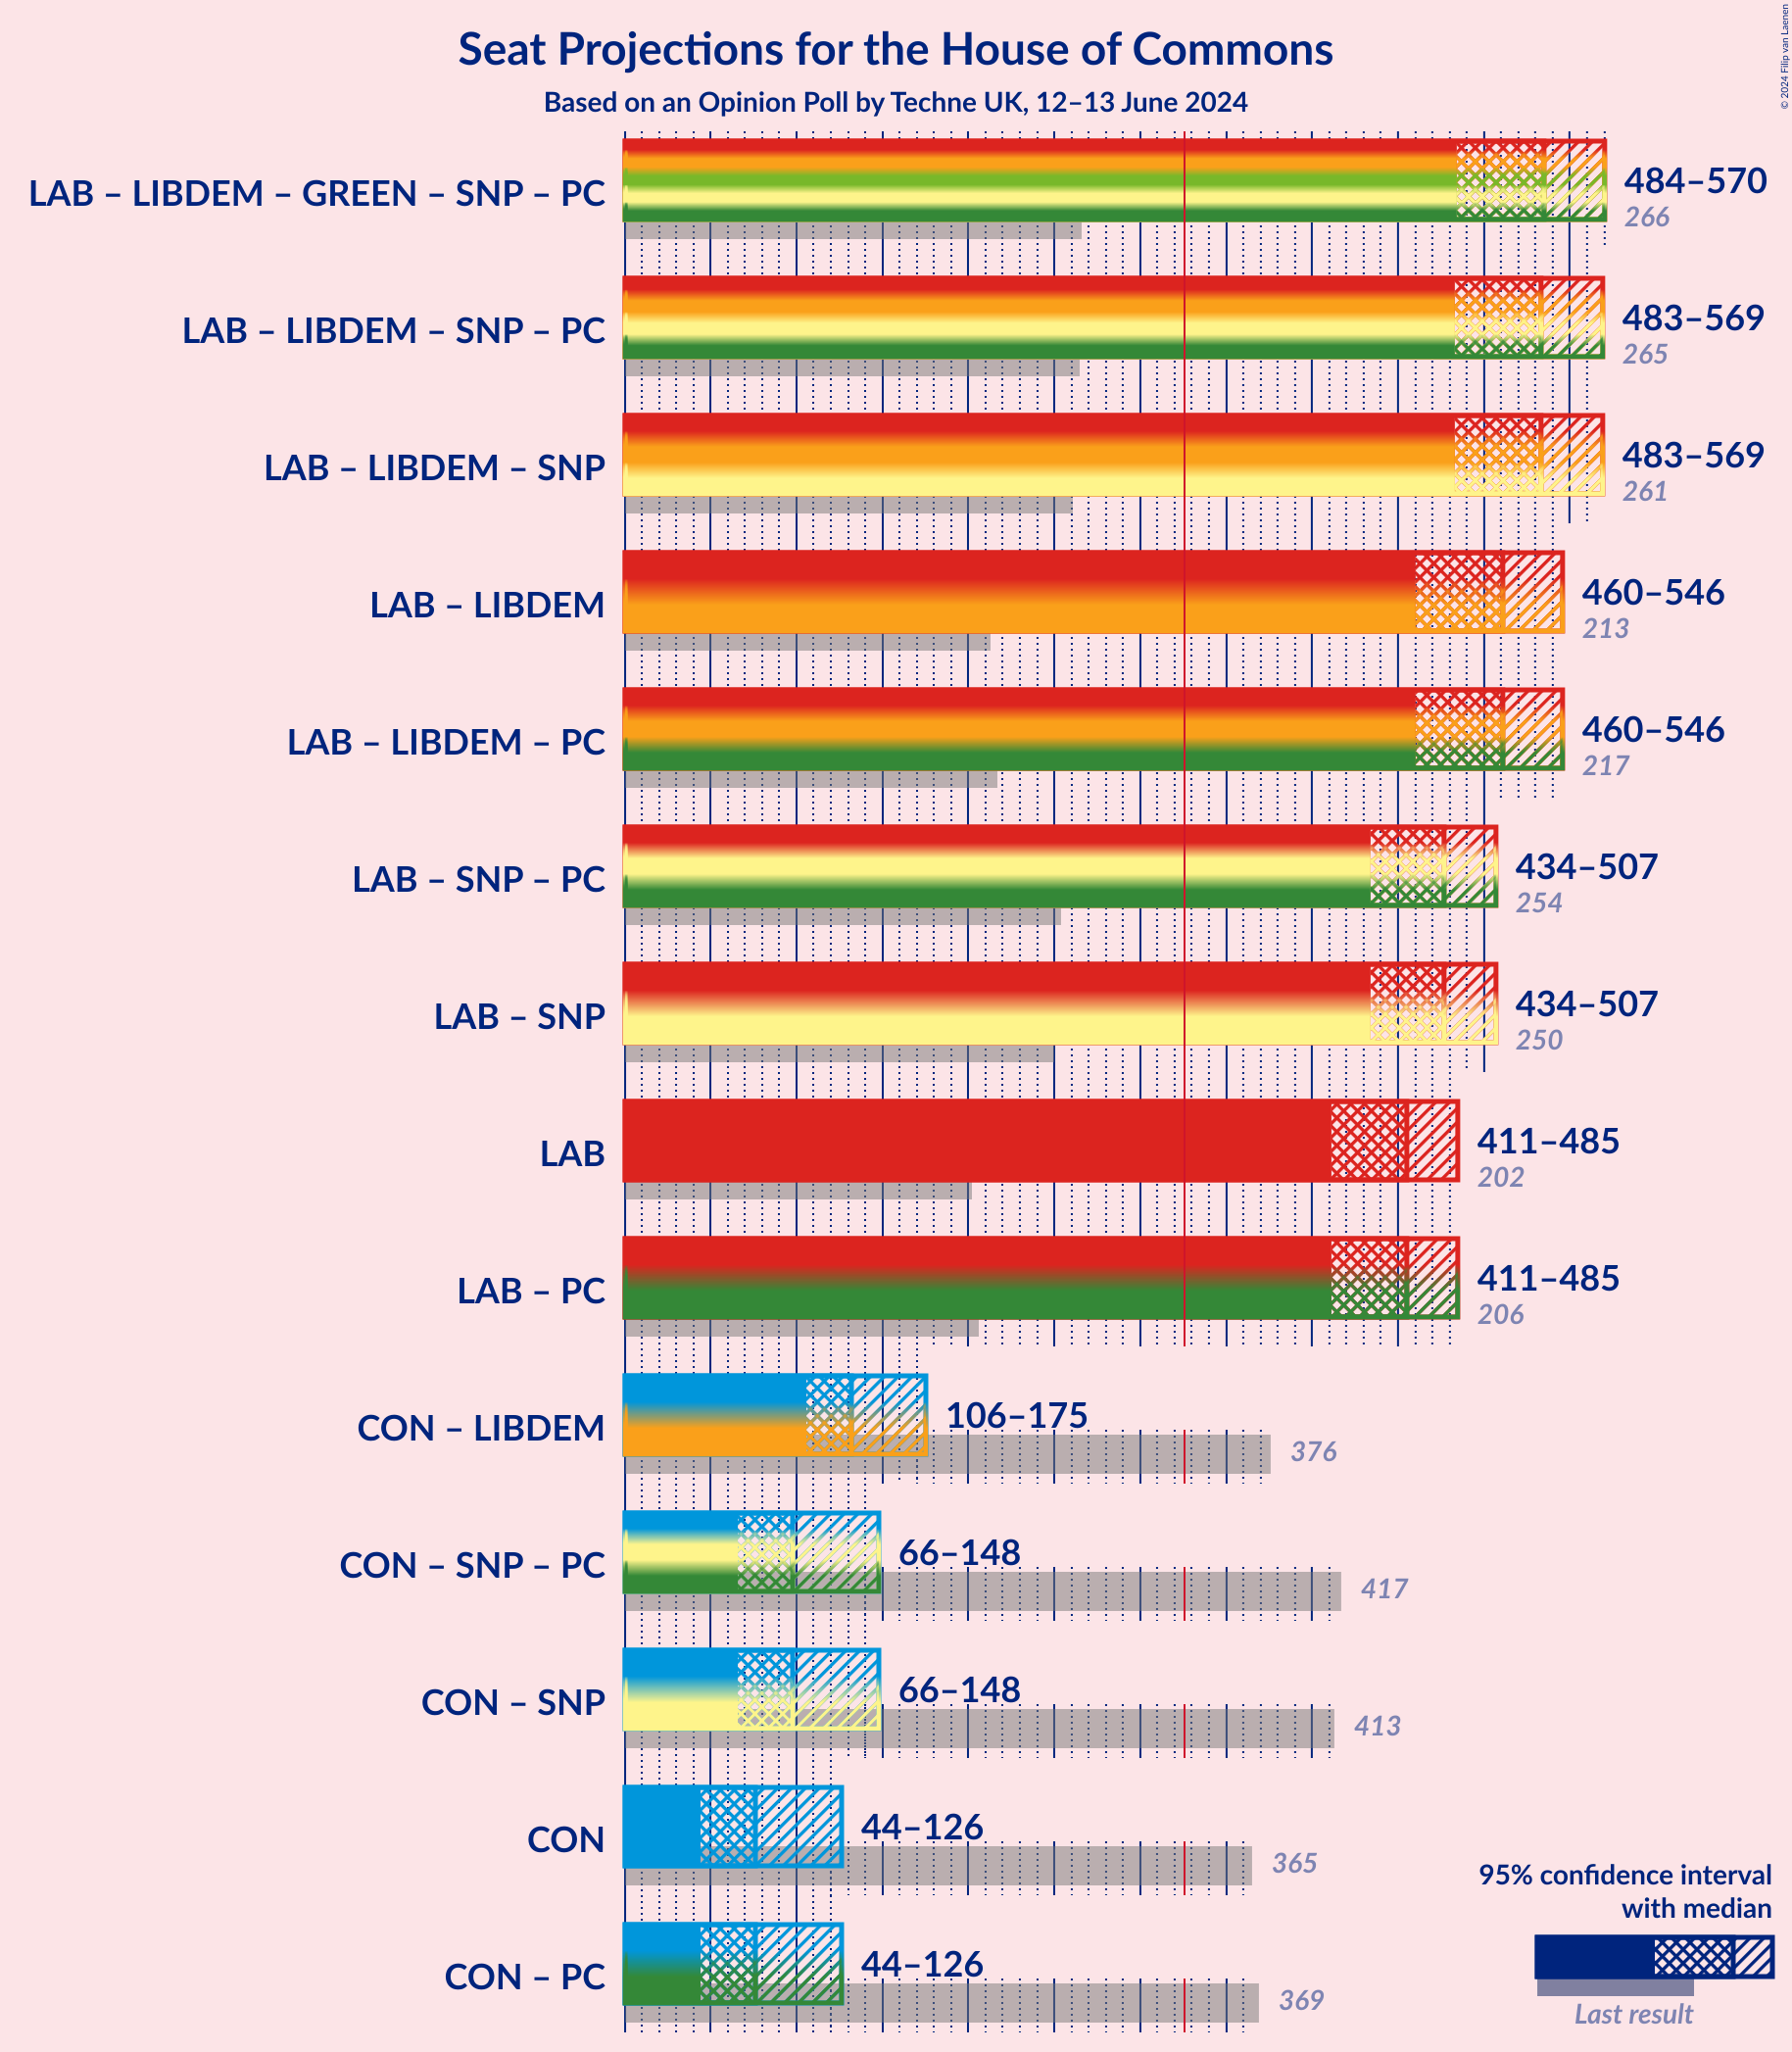 Seat Projections for the House of Commons
Based on an Opinion Poll by Techne UK, 12–13 June 2024
© 2024 Filip van Laenen
LAB – LIBDEM – GREEN – SNP – PC
484–570
266
LAB – LIBDEM – SNP – PC
483–569
265
LAB – LIBDEM – SNP
483–569
261
LAB – LIBDEM
460–546
213
LAB – LIBDEM – PC
460–546
217
LAB – SNP – PC
434–507
254
LAB – SNP
434–507
250
LAB
411–485
202
LAB – PC
411–485
206
CON – LIBDEM
106–175
376
CON – SNP – PC
66–148
417
CON – SNP
66–148
413
CON
44–126
365
CON – PC
44–126
369
95% confidence interval
with median
Last result